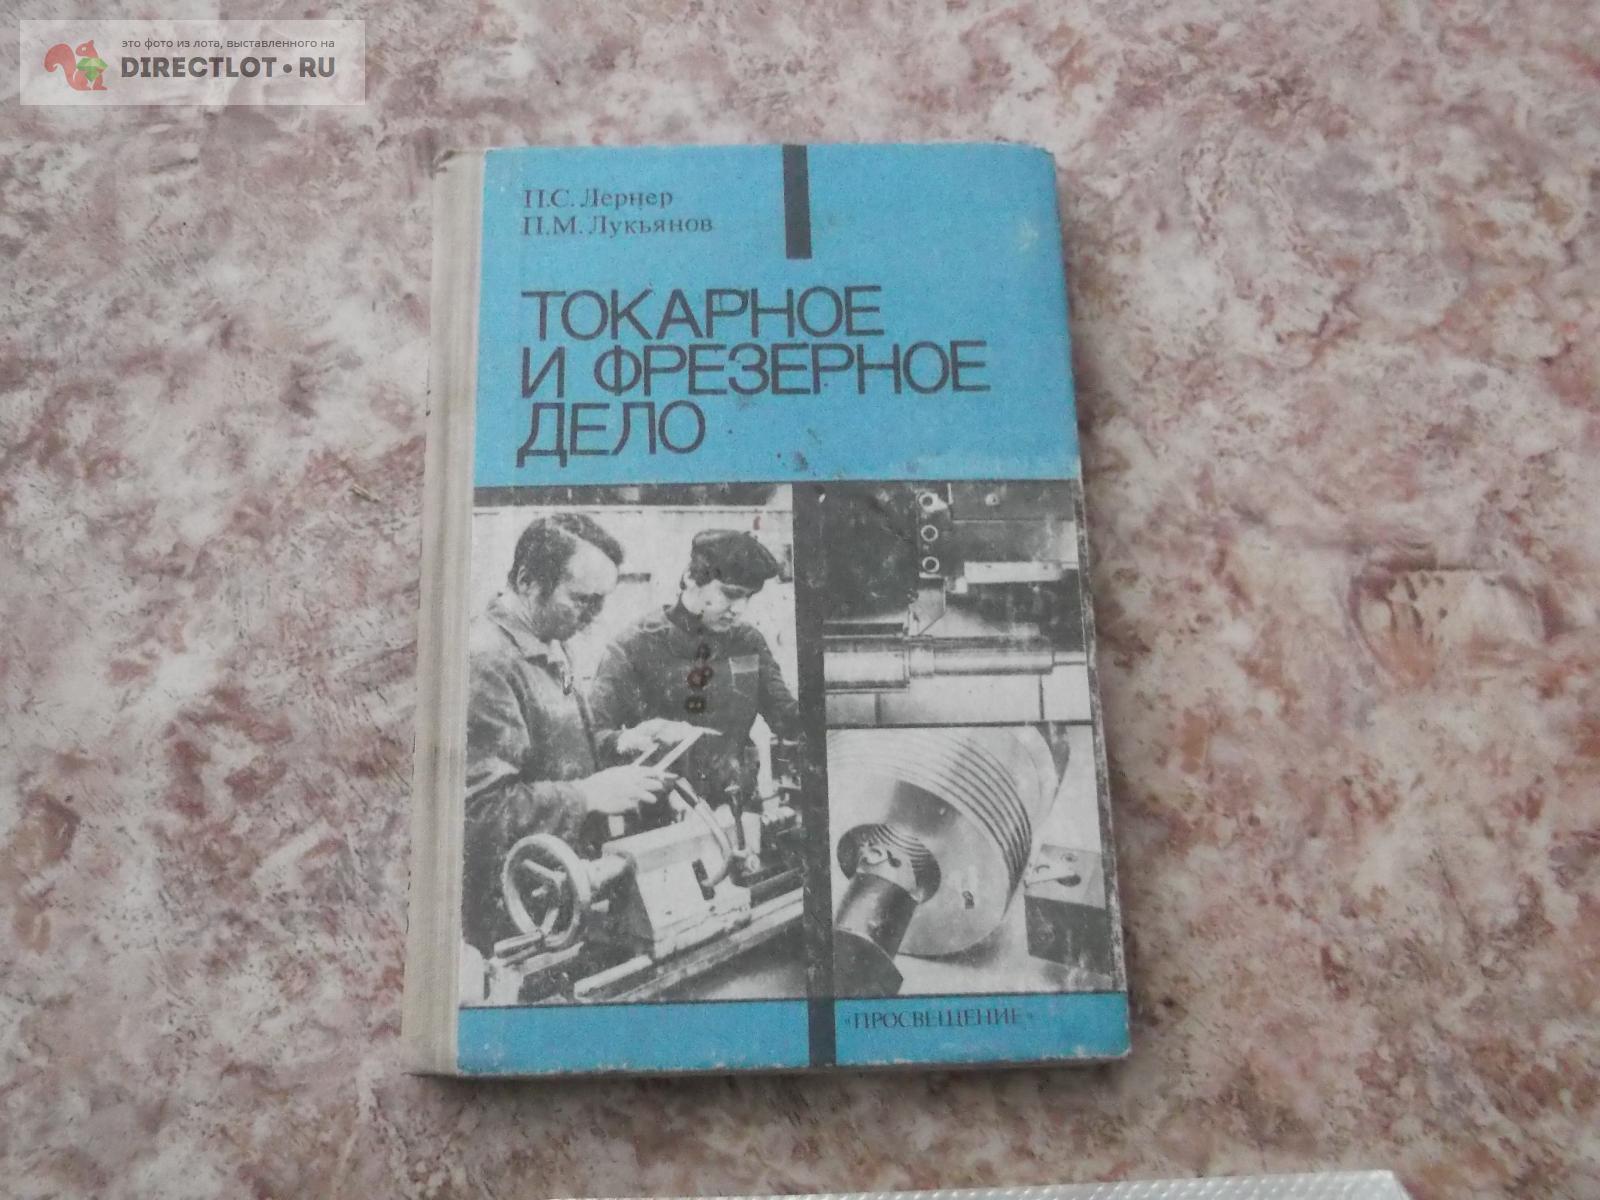 это фото из лота, выставленного на
DIRECTLOT•RU
П.С. Лернер
П.М. Лукьянов
ТОКАРНОЕ
И ФРЕЗЕРНОЕ
ДЕЛО
«ПРОСВЕЩЕНИЕ»